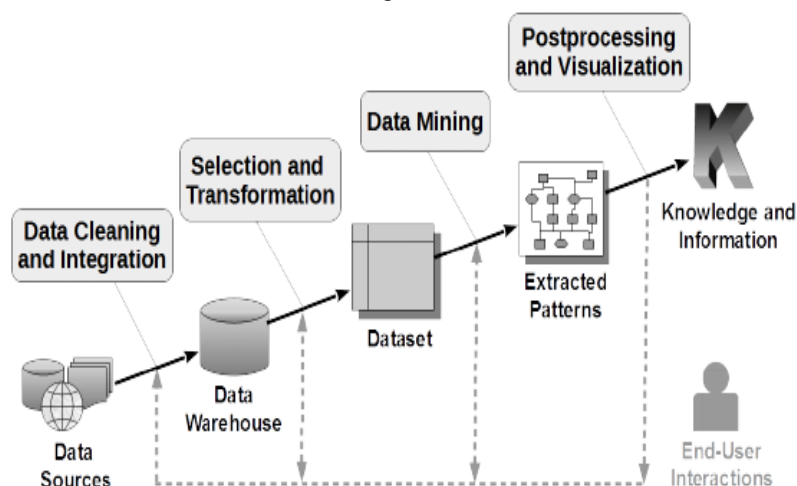 Postprocessing
and Visualization
Data Mining
Selection and
Transformation
Data Cleaning
and Integration
K
Knowledge and
Information
Extracted
Patterns
Dataset
Data
Warehouse
Data
Sources
End-User
Interactions